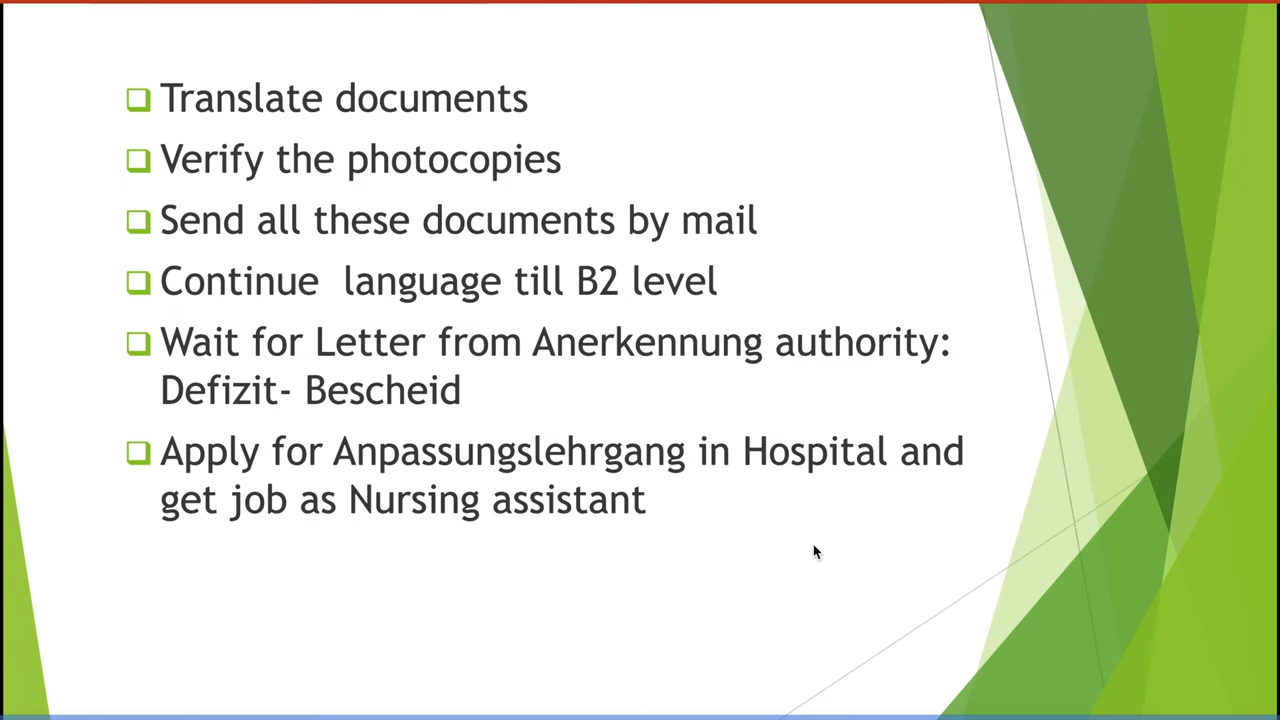 Translate documents
Verify the photocopies
Send all these documents by mail
Continue  language till B2 level
Wait for Letter from Anerkennung authority:
Defizit- Bescheid
Apply for Anpassungslehrgang in Hospital and
get job as Nursing assistant